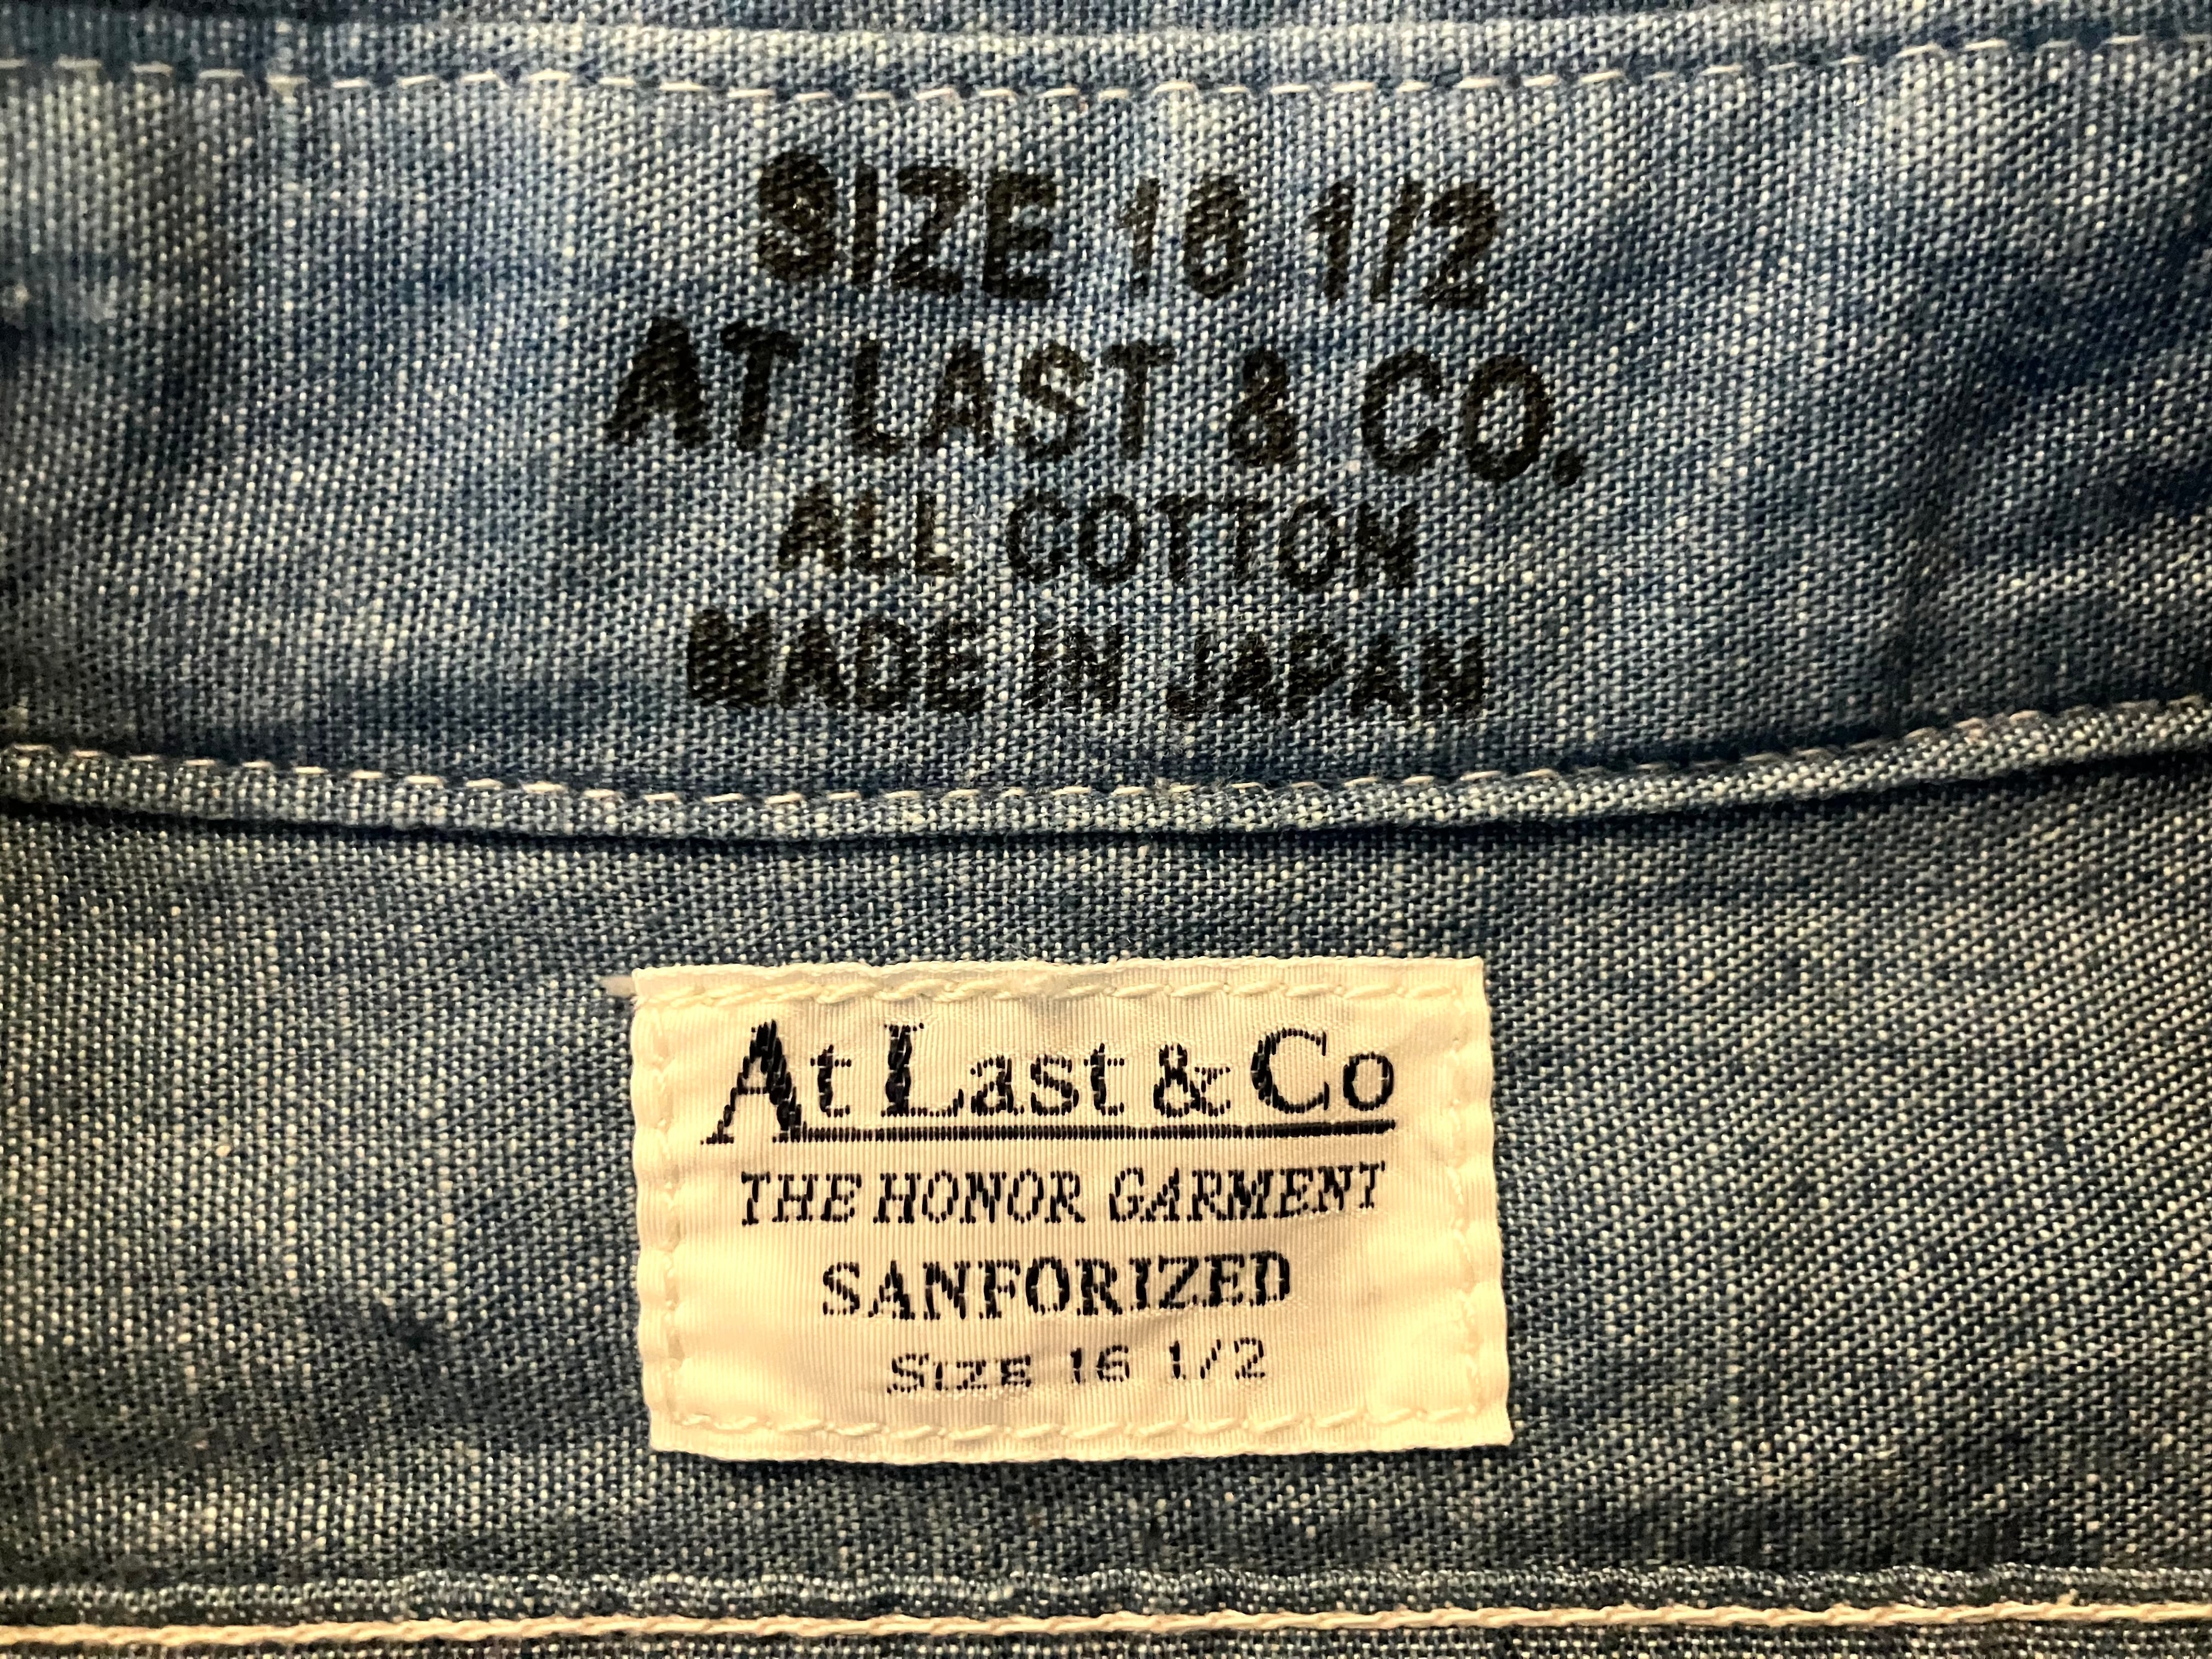 SIZE 16 1/2
AT LAST & CO.
ALL COTTON
MADE IN JAPAN
At Last & Co
THE HONOR GARMENT
SANFORIZED
SIZE 16 1/2